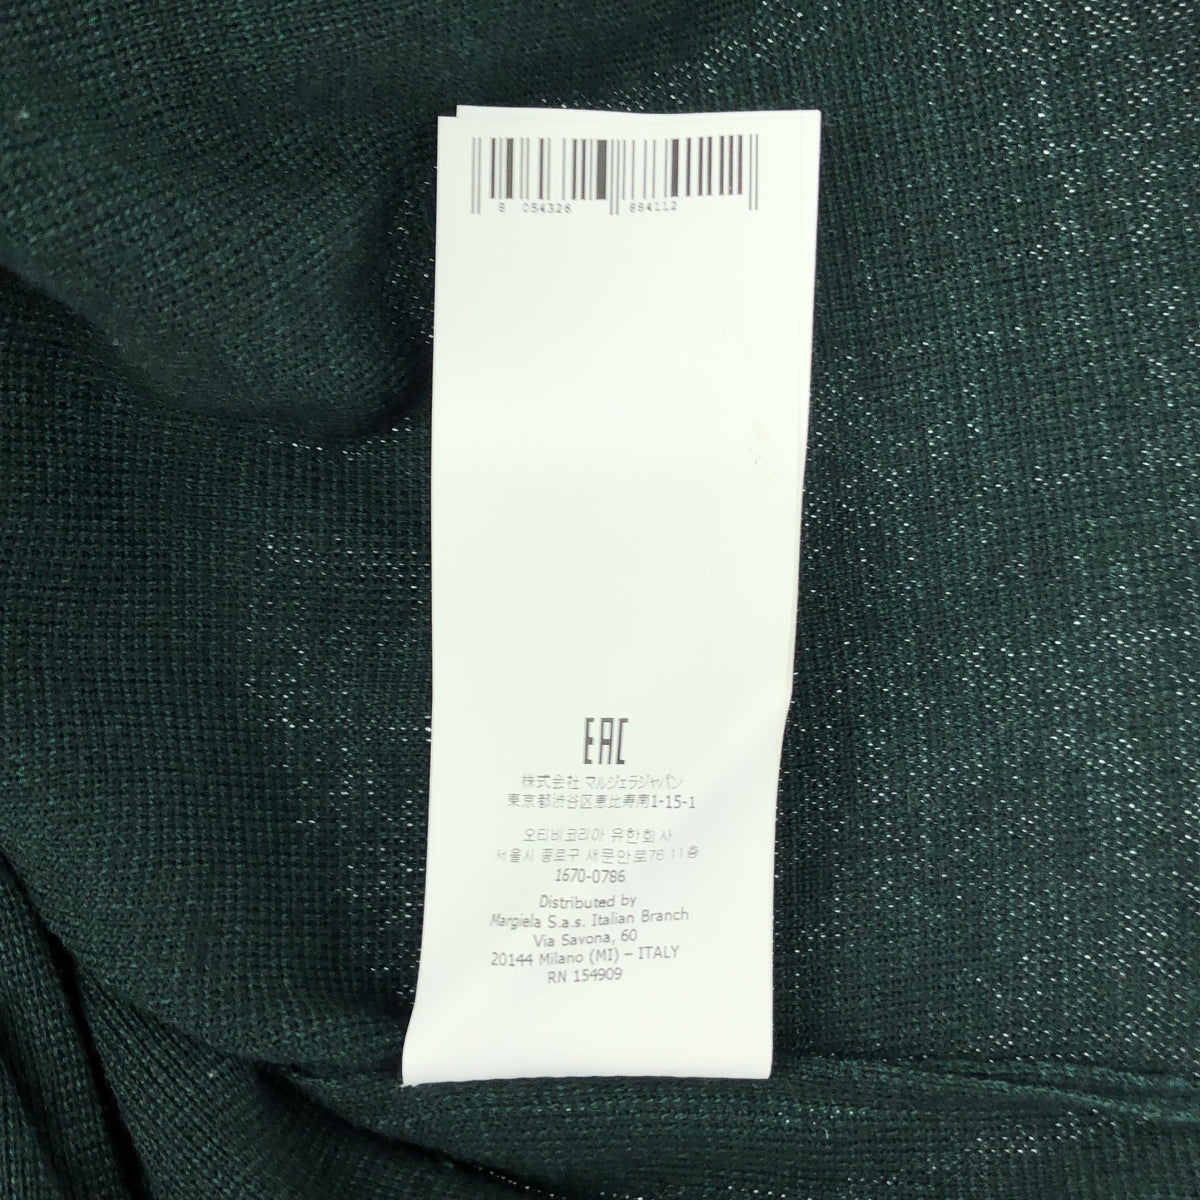 8 054326 884112
EAC
株式会社 マルジェラジャパン
東京都渋谷区恵比寿南1-15-1
오티비코리아 유한회사
서울시 종로구 새문안로76 11층
1670-0786
Distributed by
Margiela S.a.s. Italian Branch
Via Savona, 60
20144 Milano (MI) – ITALY
RN 154909